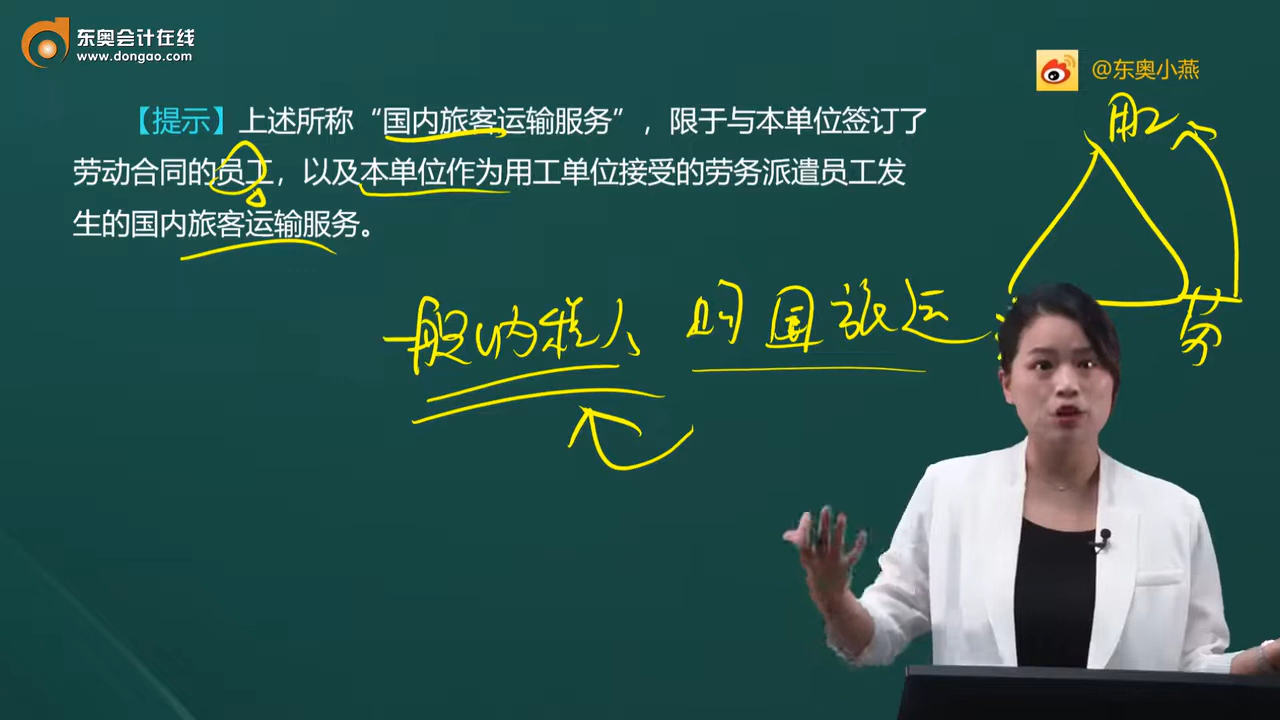 东奥会计在线
www.dongao.com
@东奥小燕
【提示】上述所称“国内旅客运输服务”，限于与本单位签订了
劳动合同的员工，以及本单位作为用工单位接受的劳务派遣员工发
生的国内旅客运输服务。
用工
一般纳税人 的 国旅运
劳